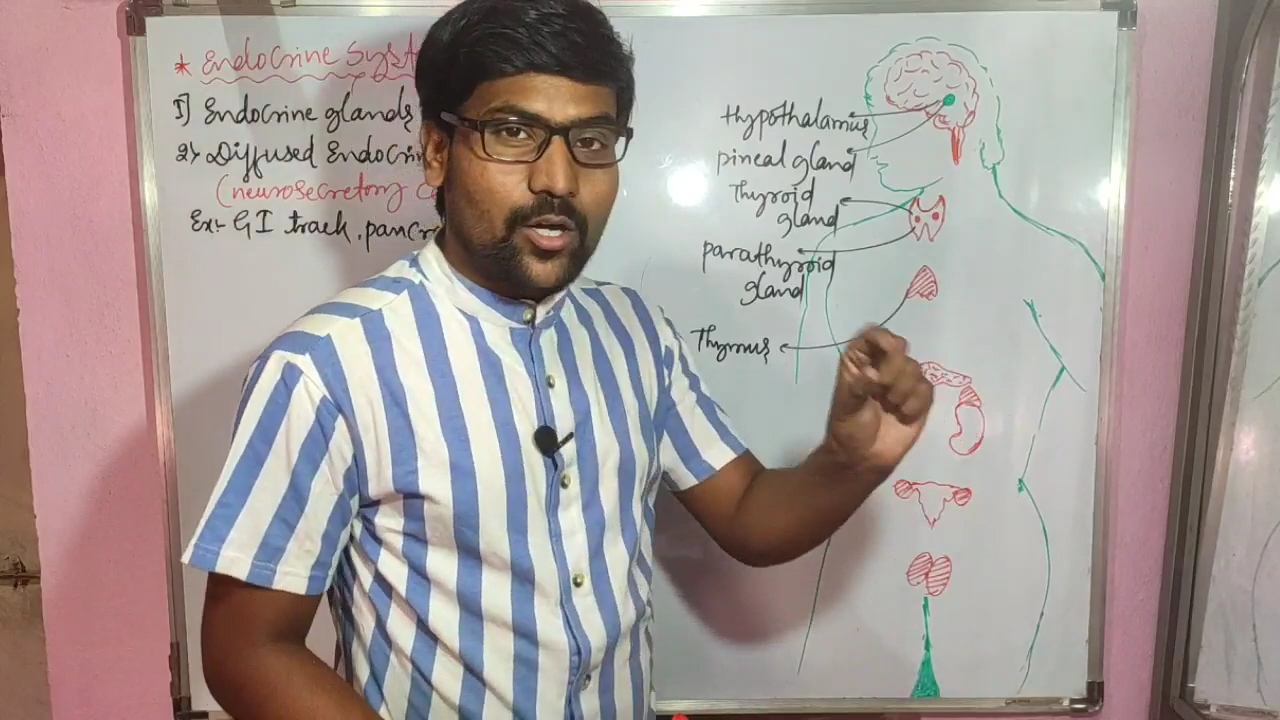 * Endocrine Syst
1) Endocrine glands
2) Diffused Endocrin
(neurosecretory c
Ex:- GI track, pancr
Hypothalamus
pineal gland
Thyroid
gland
parathyroid
gland
Thymus